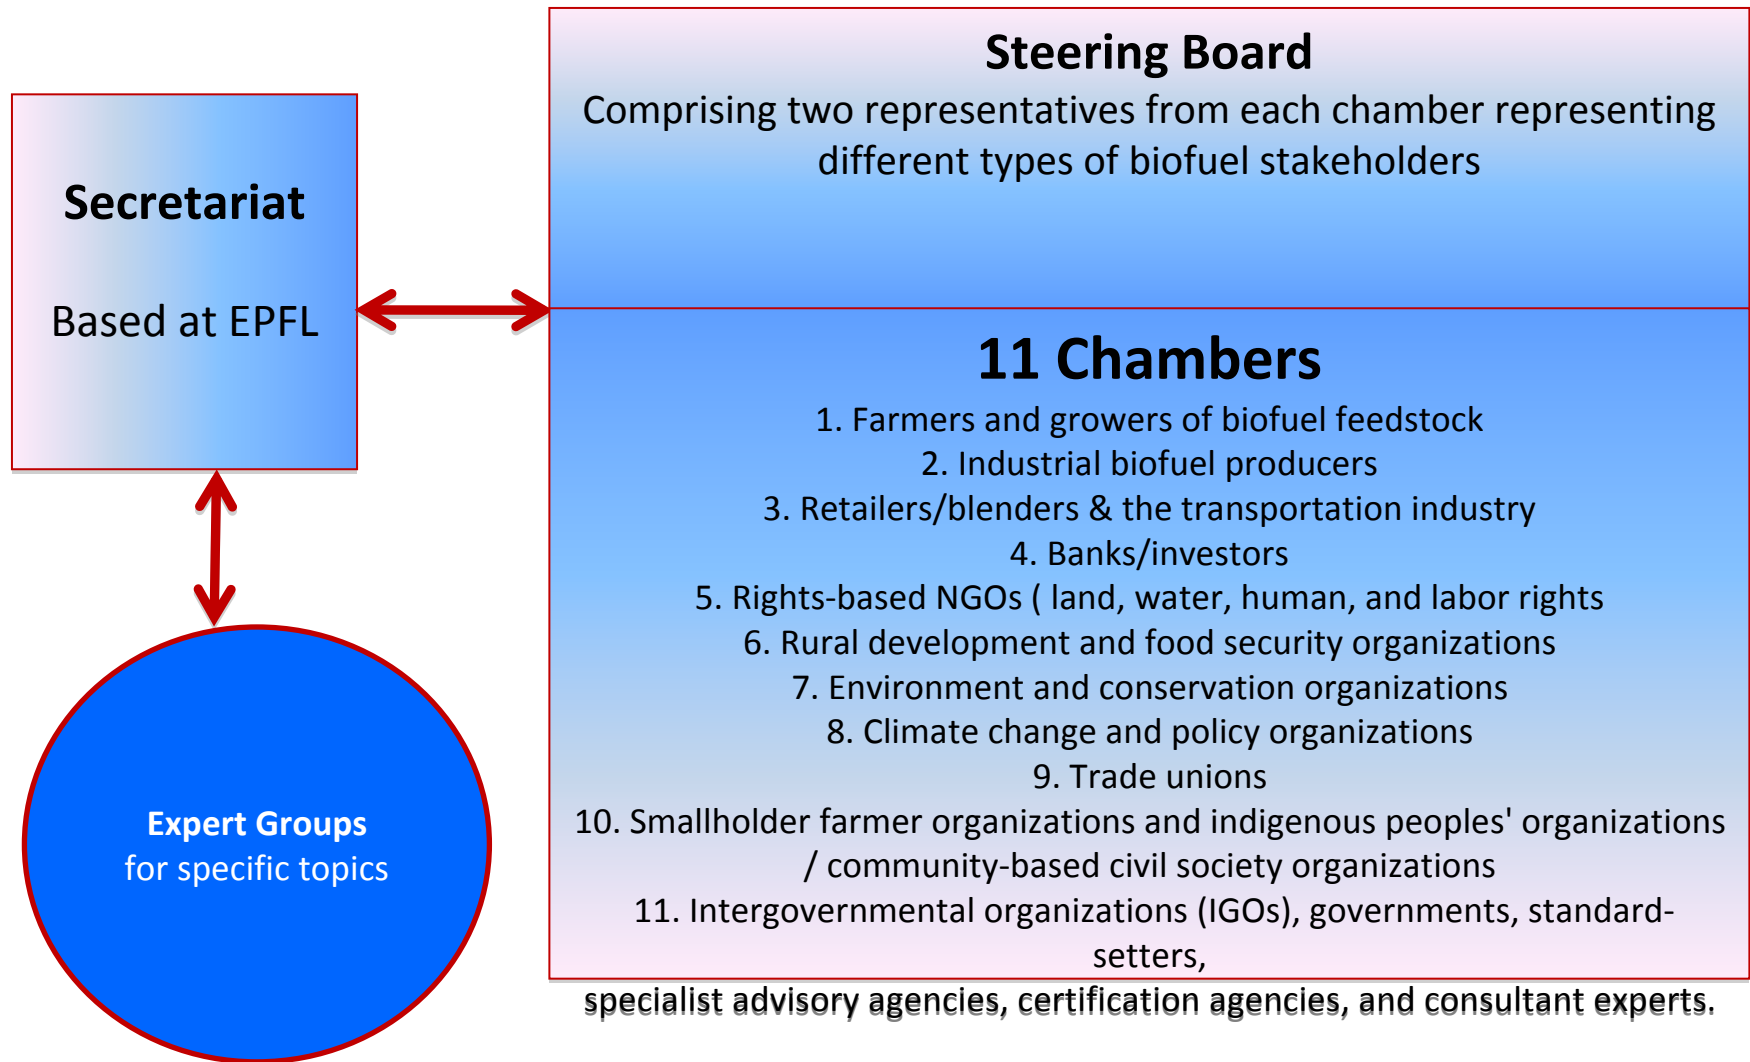 Steering Board
Comprising two representatives from each chamber representing
different types of biofuel stakeholders
Secretariat
Based at EPFL
11 Chambers
1. Farmers and growers of biofuel feedstock
2. Industrial biofuel producers
3. Retailers/blenders & the transportation industry
4. Banks/investors
5. Rights-based NGOs ( land, water, human, and labor rights
6. Rural development and food security organizations
7. Environment and conservation organizations
8. Climate change and policy organizations
9. Trade unions
10. Smallholder farmer organizations and indigenous peoples' organizations
/ community-based civil society organizations
11. Intergovernmental organizations (IGOs), governments, standard-
setters,
specialist advisory agencies, certification agencies, and consultant experts.
Expert Groups
for specific topics